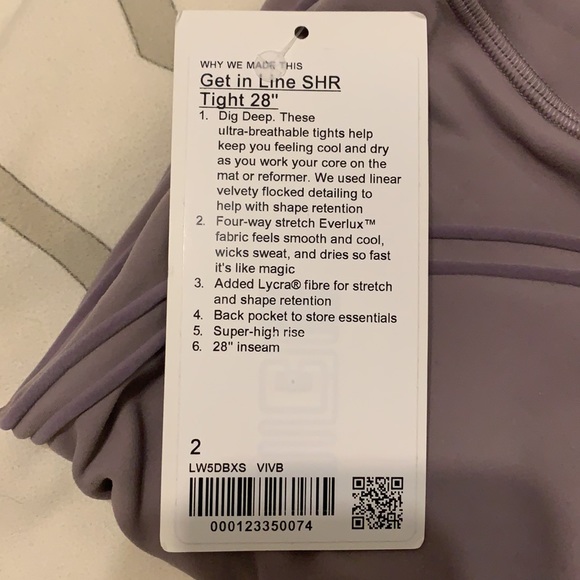 WHY WE MADE THIS
Get in Line SHR
Tight 28"
1. Dig Deep. These
ultra-breathable tights help
keep you feeling cool and dry
as you work your core on the
mat or reformer. We used linear
velvety flocked detailing to
help with shape retention
2. Four-way stretch Everlux™
fabric feels smooth and cool,
wicks sweat, and dries so fast
it's like magic
3. Added Lycra® fibre for stretch
and shape retention
4. Back pocket to store essentials
5. Super-high rise
6. 28" inseam
2
LW5DBXS VIVB
000123350074